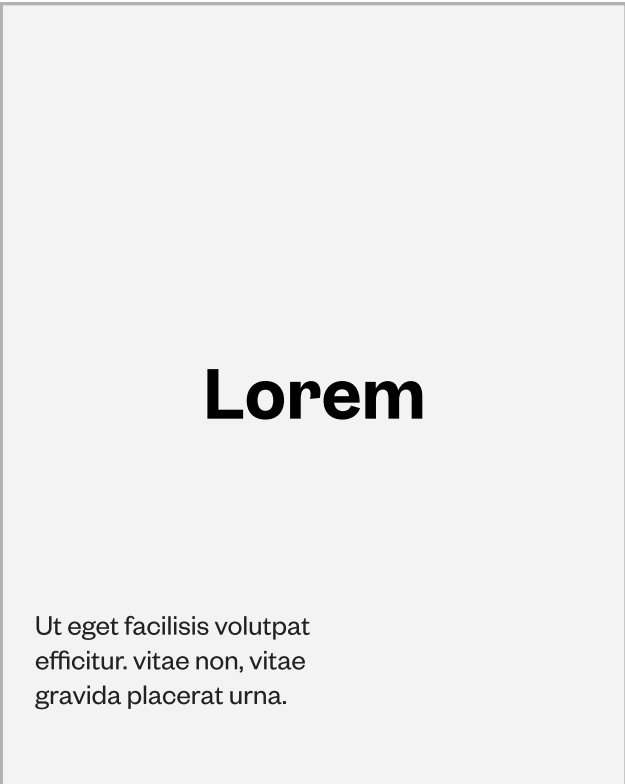 Lorem
Ut eget facilisis volutpat
efficitur. vitae non, vitae
gravida placerat urna.